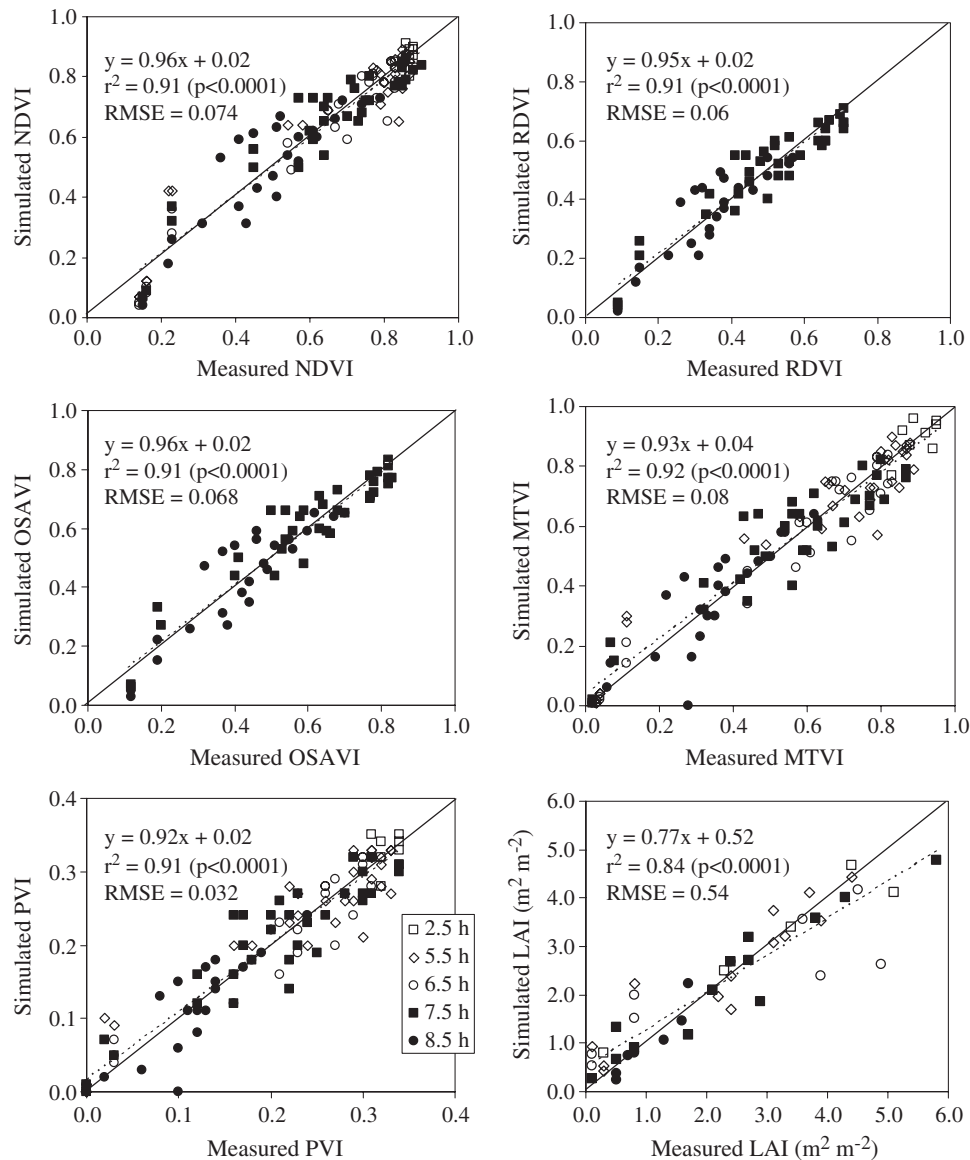 1.0
0.8
0.6
0.4
0.2
0.0
Simulated NDVI
y = 0.96x + 0.02
r² = 0.91 (p<0.0001)
RMSE = 0.074
0.0 0.2 0.4 0.6 0.8 1.0
Measured NDVI
1.0
0.8
0.6
0.4
0.2
0.0
Simulated RDVI
y = 0.95x + 0.02
r² = 0.91 (p<0.0001)
RMSE = 0.06
0.0 0.2 0.4 0.6 0.8 1.0
Measured RDVI
1.0
0.8
0.6
0.4
0.2
0.0
Simulated OSAVI
y = 0.96x + 0.02
r² = 0.91 (p<0.0001)
RMSE = 0.068
0.0 0.2 0.4 0.6 0.8 1.0
Measured OSAVI
1.0
0.8
0.6
0.4
0.2
0.0
Simulated MTVI
y = 0.93x + 0.04
r² = 0.92 (p<0.0001)
RMSE = 0.08
0.0 0.2 0.4 0.6 0.8 1.0
Measured MTVI
0.4
0.3
0.2
0.1
0.0
Simulated PVI
y = 0.92x + 0.02
r² = 0.91 (p<0.0001)
RMSE = 0.032
2.5 h
5.5 h
6.5 h
7.5 h
8.5 h
0.0 0.1 0.2 0.3 0.4
Measured PVI
6.0
5.0
4.0
3.0
2.0
1.0
0.0
Simulated LAI (m² m⁻²)
y = 0.77x + 0.52
r² = 0.84 (p<0.0001)
RMSE = 0.54
0.0 1.0 2.0 3.0 4.0 5.0 6.0
Measured LAI (m² m⁻²)